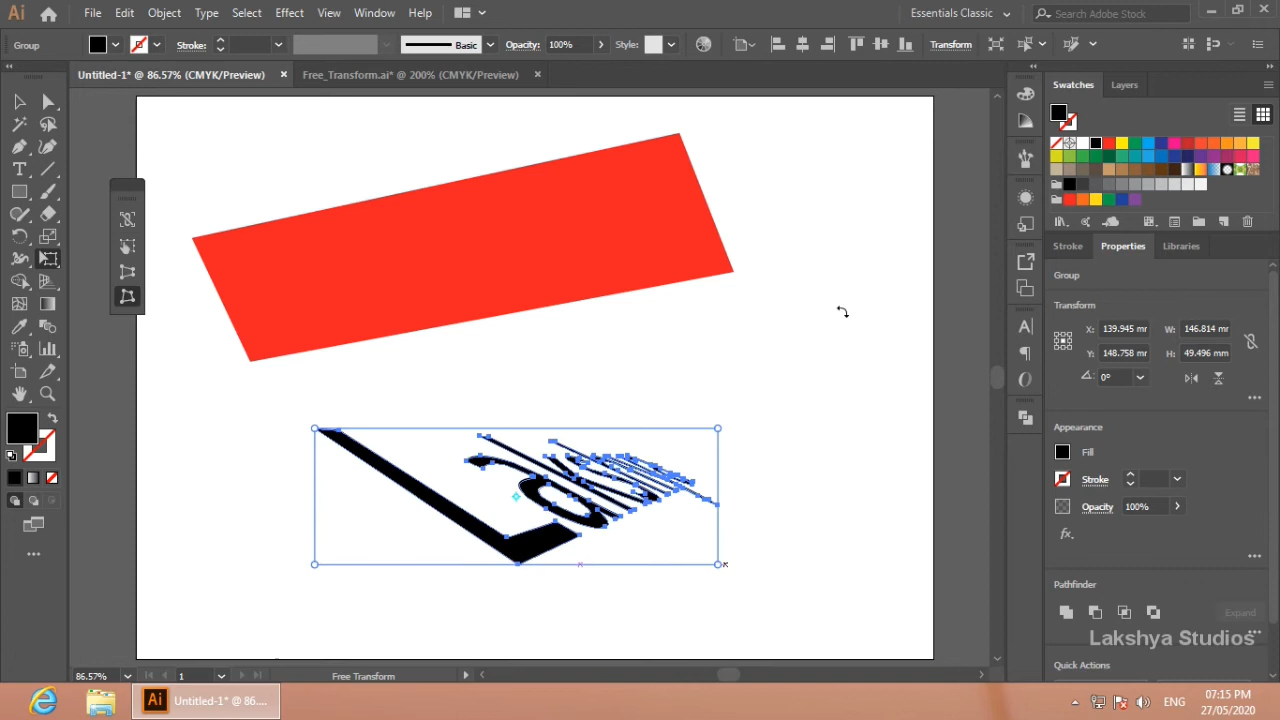 Ai File Edit Object Type Select Effect View Window Help Essentials Classic Search Adobe Stock
Group Stroke: Basic Opacity: 100% Style: Transform
Untitled-1* @ 86.57% (CMYK/Preview) × Free_Transform.ai* @ 200% (CMYK/Preview) ×
Swatches Layers
Stroke Properties Libraries
Group
Transform
X: 139.945 mr W: 146.814 mr
Y: 148.758 mr H: 49.496 mm
0°
Appearance
Fill
Stroke
Opacity 100%
fx.
Pathfinder
Expand
Lakshya Studios
Quick Actions
86.57% 1 Free Transform
Ai Untitled-1* @ 86.... ENG 07:15 PM
27/05/2020